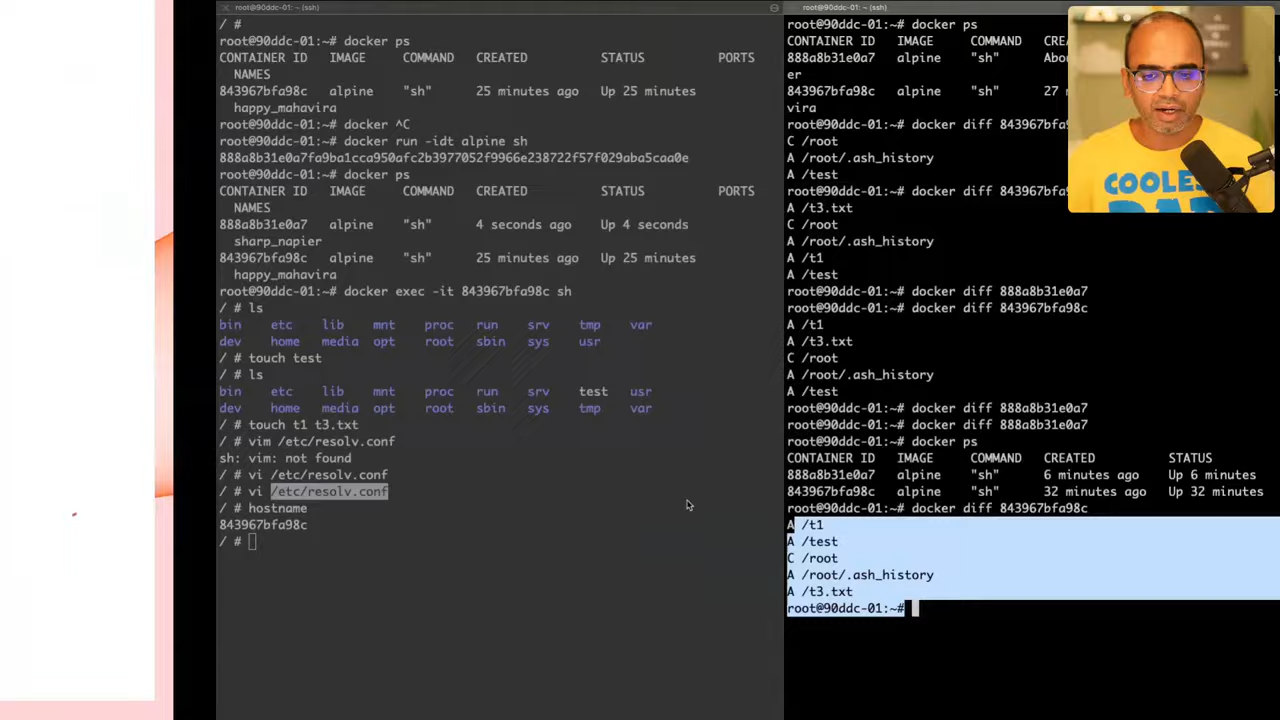 root@90ddc-01: ~ (ssh)
/ #
root@90ddc-01:~# docker ps
CONTAINER ID IMAGE COMMAND CREATED STATUS PORTS
NAMES
843967bfa98c alpine "sh" 25 minutes ago Up 25 minutes
happy_mahavira
root@90ddc-01:~# docker ^C
root@90ddc-01:~# docker run -idt alpine sh
888a8b31e0a7fa9ba1cca950afc2b3977052f9966e238722f57f029aba5caa0e
root@90ddc-01:~# docker ps
CONTAINER ID IMAGE COMMAND CREATED STATUS PORTS
NAMES
888a8b31e0a7 alpine "sh" 4 seconds ago Up 4 seconds
sharp_napier
843967bfa98c alpine "sh" 25 minutes ago Up 25 minutes
happy_mahavira
root@90ddc-01:~# docker exec -it 843967bfa98c sh
/ # ls
bin etc lib mnt proc run srv tmp var
dev home media opt root sbin sys usr
/ # touch test
/ # ls
bin etc lib mnt proc run srv test usr
dev home media opt root sbin sys tmp var
/ # touch t1 t3.txt
/ # vim /etc/resolv.conf
sh: vim: not found
/ # vi /etc/resolv.conf
/ # vi /etc/resolv.conf
/ # hostname
843967bfa98c
/ #
root@90ddc-01: ~ (ssh)
root@90ddc-01:~# docker ps
CONTAINER ID IMAGE COMMAND CRE
888a8b31e0a7 alpine "sh" Abo
er
843967bfa98c alpine "sh" 27
vira
root@90ddc-01:~# docker diff 843967bfa
C /root
A /root/.ash_history
A /test
root@90ddc-01:~# docker diff 843967bfa
A /t3.txt
C /root
A /root/.ash_history
A /t1
A /test
root@90ddc-01:~# docker diff 888a8b31e0a7
root@90ddc-01:~# docker diff 843967bfa98c
A /t1
A /t3.txt
C /root
A /root/.ash_history
A /test
root@90ddc-01:~# docker diff 888a8b31e0a7
root@90ddc-01:~# docker diff 888a8b31e0a7
root@90ddc-01:~# docker ps
CONTAINER ID IMAGE COMMAND CREATED STATUS
888a8b31e0a7 alpine "sh" 6 minutes ago Up 6 minutes
843967bfa98c alpine "sh" 32 minutes ago Up 32 minutes
root@90ddc-01:~# docker diff 843967bfa98c
A /t1
A /test
C /root
A /root/.ash_history
A /t3.txt
root@90ddc-01:~#